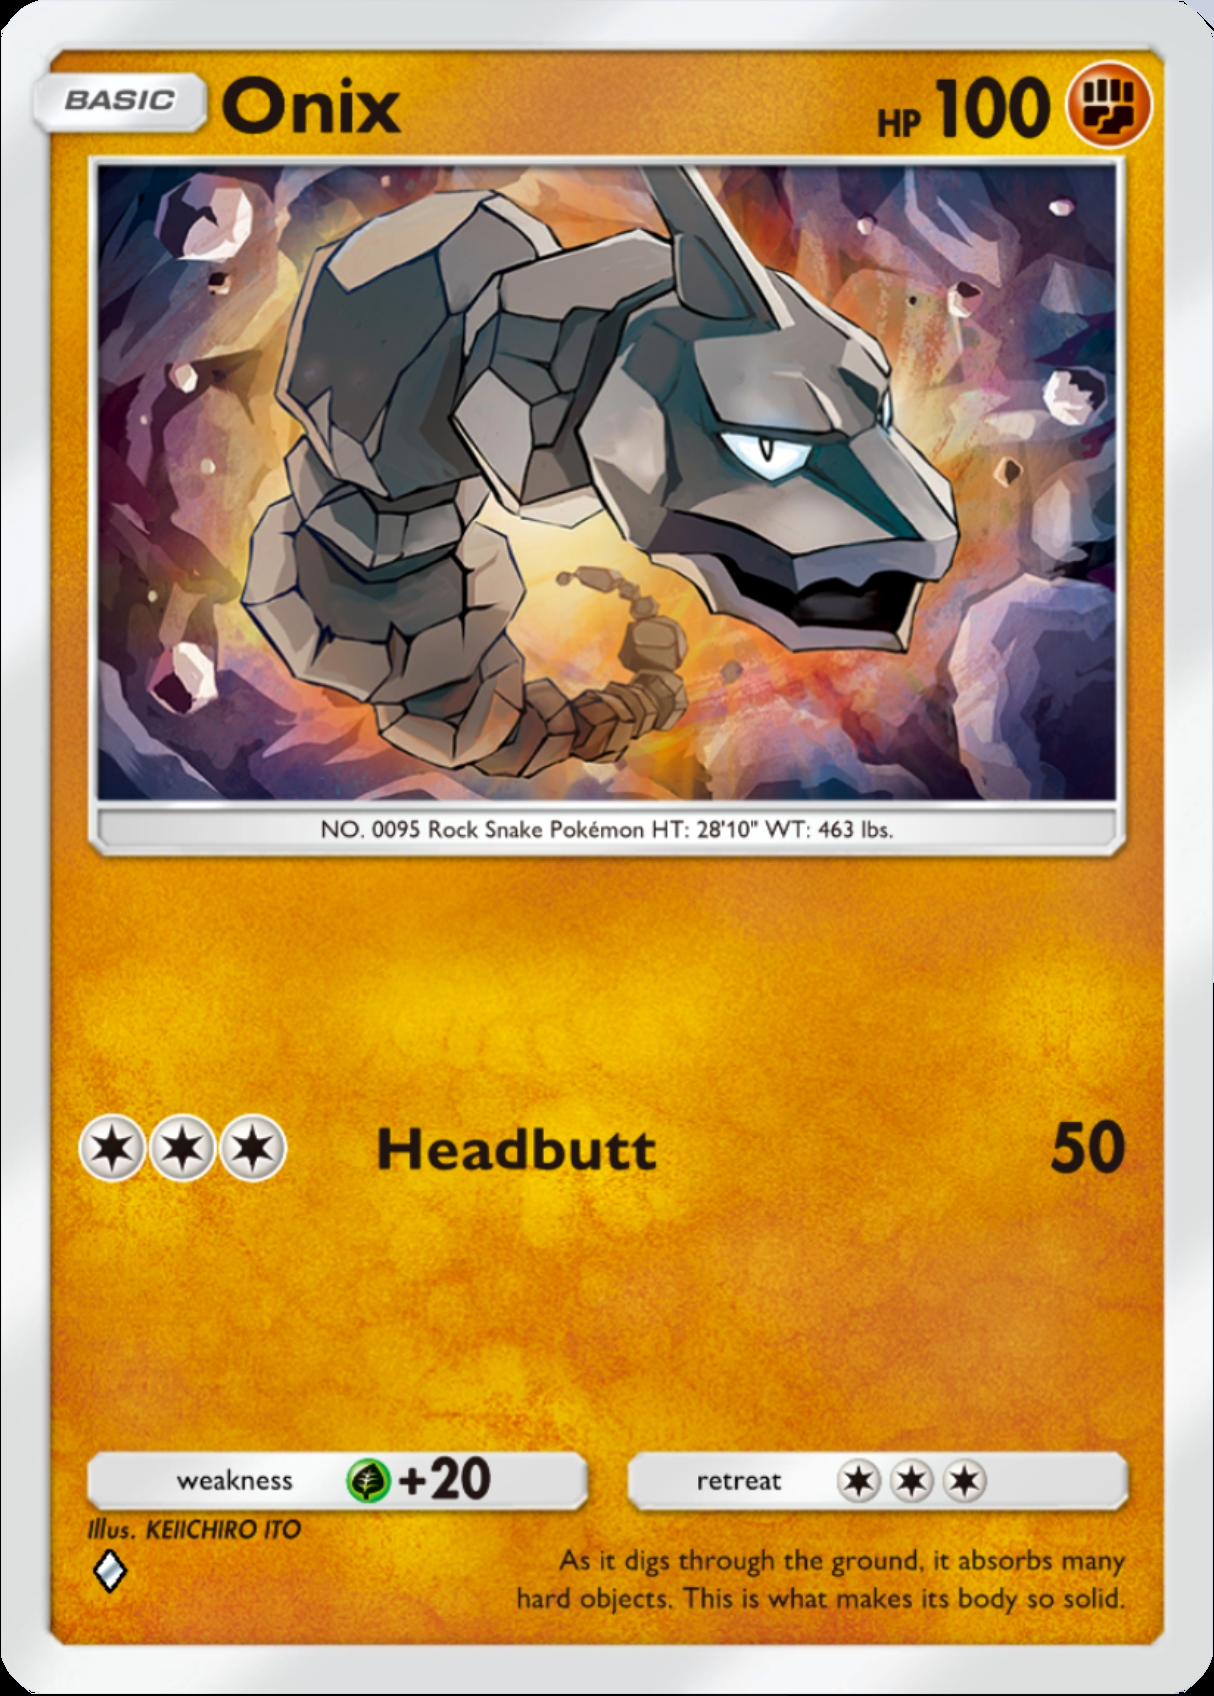 BASIC Onix HP 100
NO. 0095 Rock Snake Pokémon HT: 28'10" WT: 463 lbs.
Headbutt 50
weakness +20 retreat
Illus. KEIICHIRO ITO
As it digs through the ground, it absorbs many
hard objects. This is what makes its body so solid.